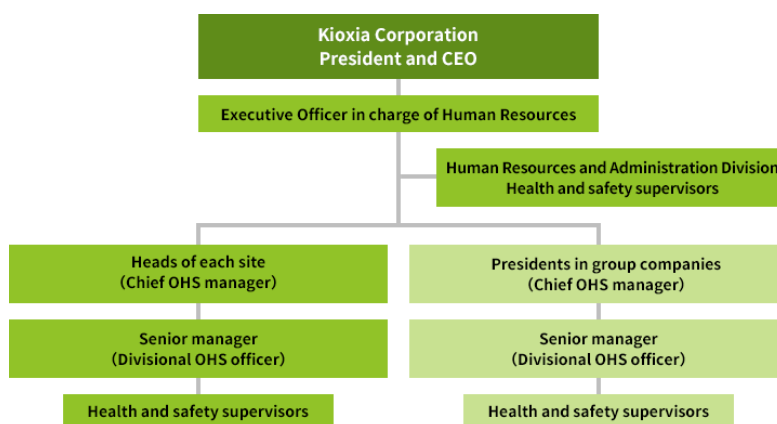 Kioxia Corporation
President and CEO
Executive Officer in charge of Human Resources
Human Resources and Administration Division
Health and safety supervisors
Heads of each site
（Chief OHS manager）
Presidents in group companies
（Chief OHS manager）
Senior manager
（Divisional OHS officer）
Senior manager
（Divisional OHS officer）
Health and safety supervisors
Health and safety supervisors